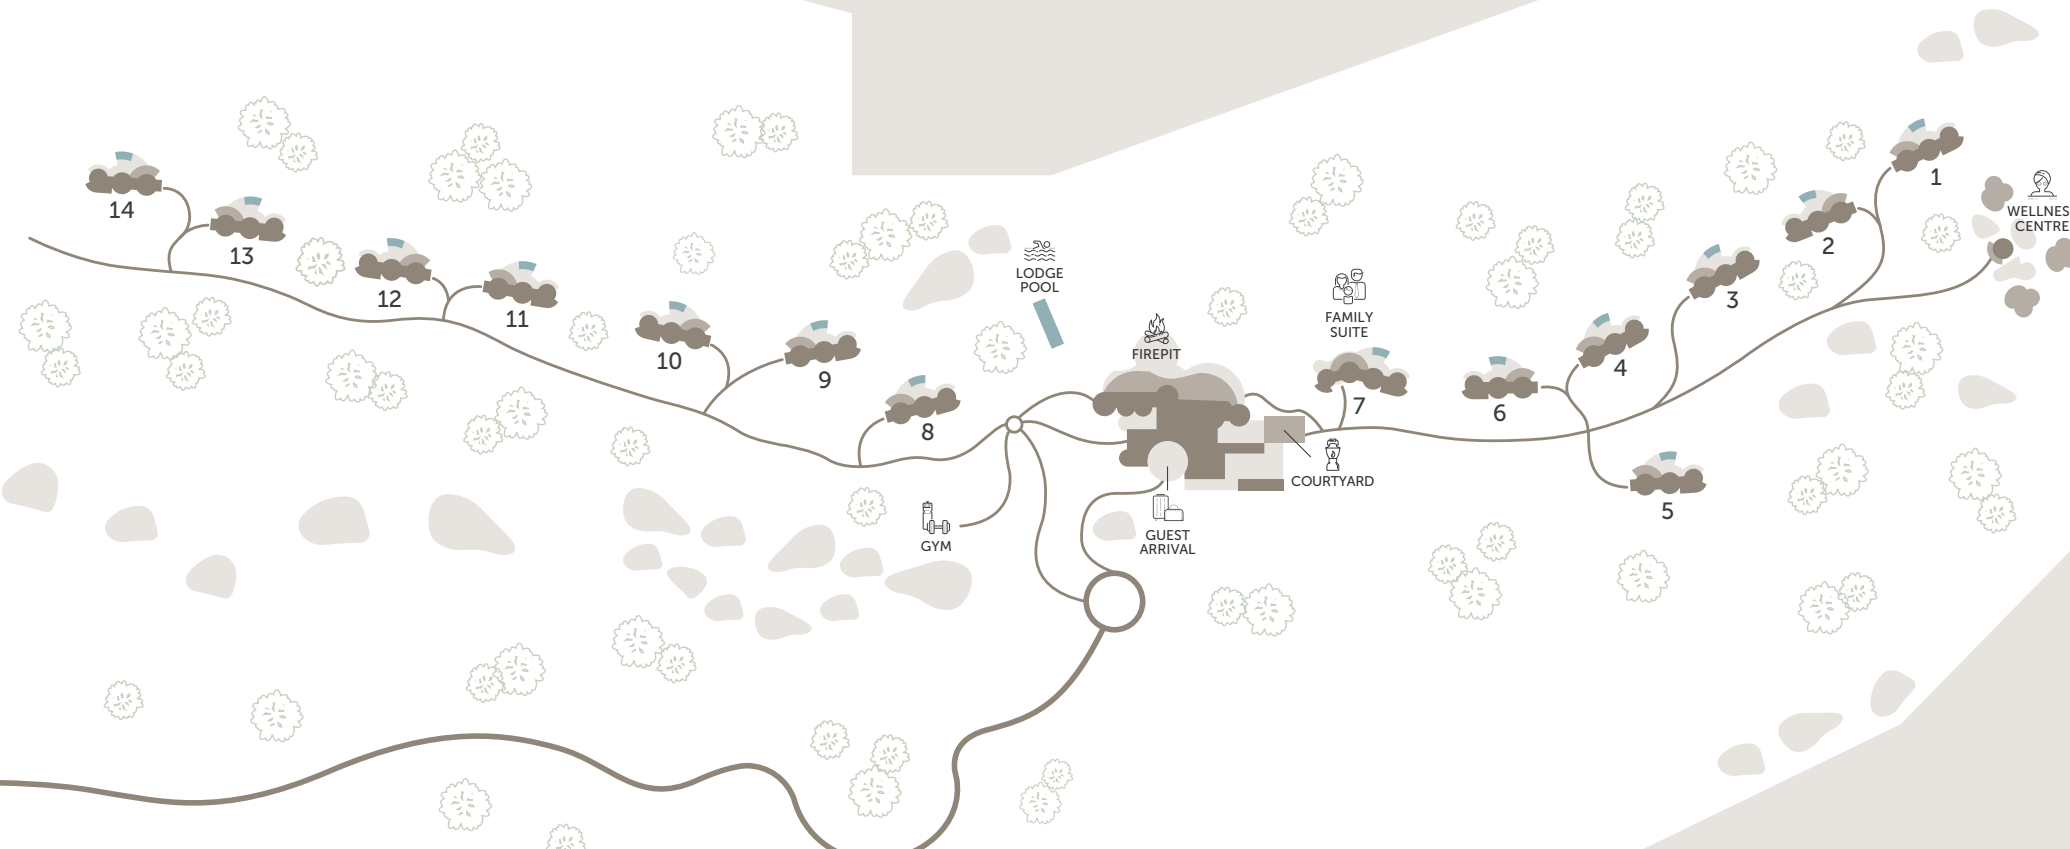 1
WELLNES
CENTRE
2
3
4
5
6
FAMILY
SUITE
7
COURTYARD
FIREPIT
GUEST
ARRIVAL
LODGE
POOL
GYM
8
9
10
11
12
13
14